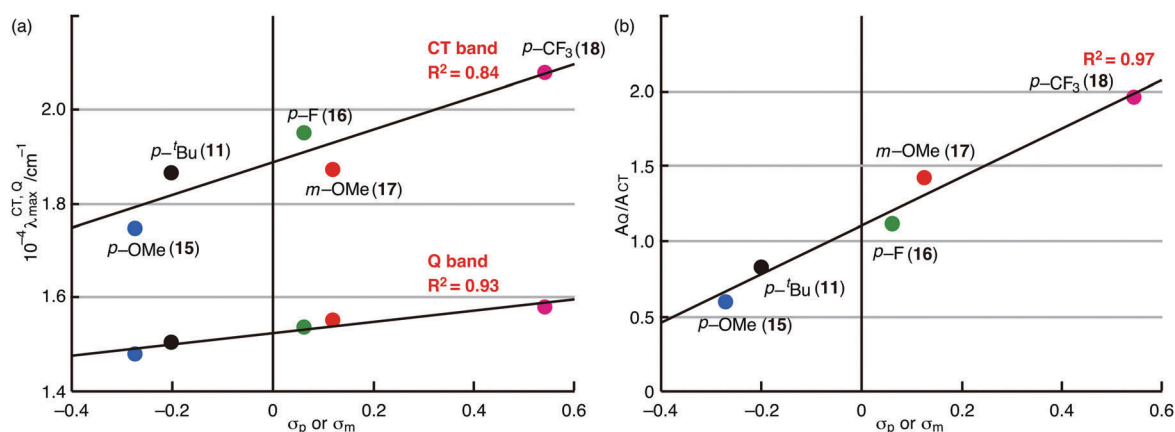 (a)
CT band
R² = 0.84
p–CF₃ (18)
p–F (16)
p–ᵗBu (11)
m–OMe (17)
p–OMe (15)
Q band
R² = 0.93
10⁻⁴ λmax^CT, Q /cm⁻¹
2.0
1.8
1.6
1.4
–0.4
–0.2
0
0.2
0.4
0.6
σp or σm
(b)
R² = 0.97
p–CF₃ (18)
m–OMe (17)
p–F (16)
p–ᵗBu (11)
p–OMe (15)
AQ/ACT
2.0
1.5
1.0
0.5
0
–0.4
–0.2
0
0.2
0.4
0.6
σp or σm